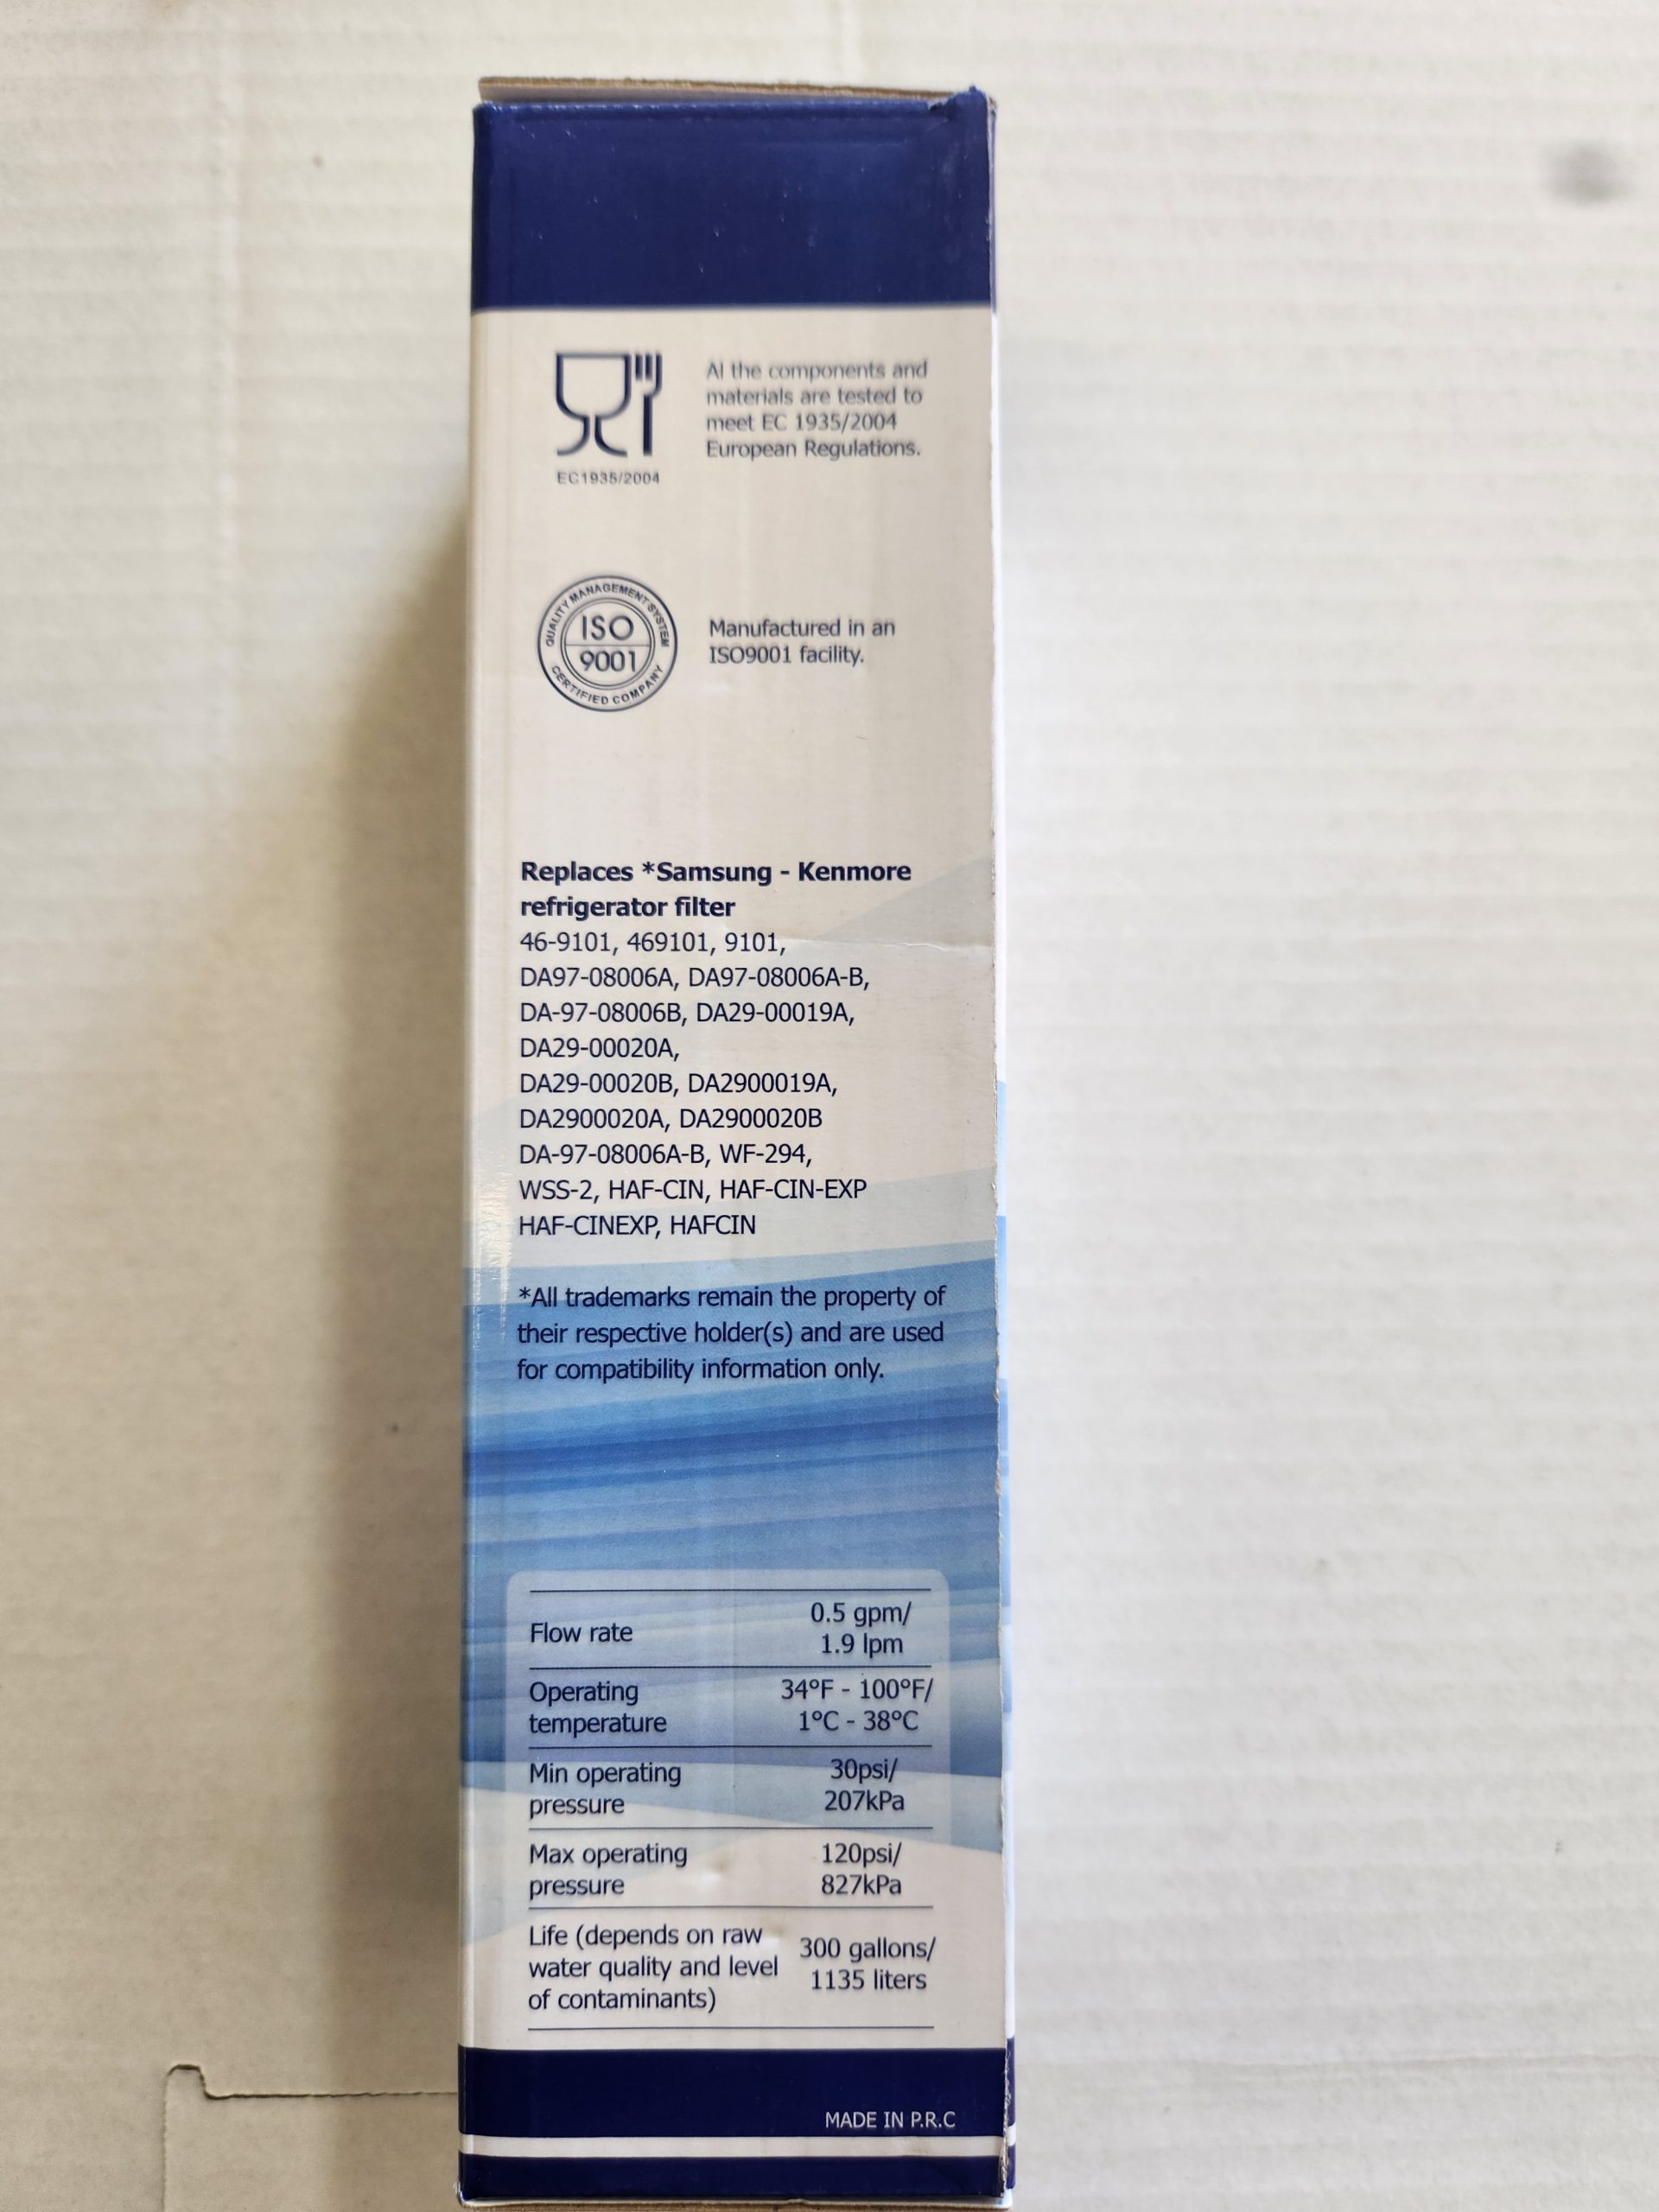 Al the components and
materials are tested to
meet EC 1935/2004
European Regulations.
EC1935/2004
QUALITY MANAGEMENT SYSTEM
ISO
9001
CERTIFIED COMPANY
Manufactured in an
ISO9001 facility.
Replaces *Samsung - Kenmore
refrigerator filter
46-9101, 469101, 9101,
DA97-08006A, DA97-08006A-B,
DA-97-08006B, DA29-00019A,
DA29-00020A,
DA29-00020B, DA2900019A,
DA2900020A, DA2900020B
DA-97-08006A-B, WF-294,
WSS-2, HAF-CIN, HAF-CIN-EXP
HAF-CINEXP, HAFCIN
*All trademarks remain the property of
their respective holder(s) and are used
for compatibility information only.
Flow rate
0.5 gpm/
1.9 lpm
Operating
temperature
34°F - 100°F/
1°C - 38°C
Min operating
pressure
30psi/
207kPa
Max operating
pressure
120psi/
827kPa
Life (depends on raw
water quality and level
of contaminants)
300 gallons/
1135 liters
MADE IN P.R.C